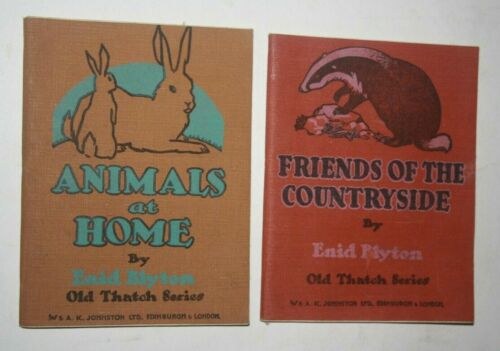 ANIMALS
at
HOME
By
Enid Blyton
Old Thatch Series
W & A. K. JOHNSTON LTD. EDINBURGH & LONDON.
FRIENDS OF THE
COUNTRYSIDE
By
Enid Blyton
Old Thatch Series
W & A. K. JOHNSTON LTD. EDINBURGH & LONDON.